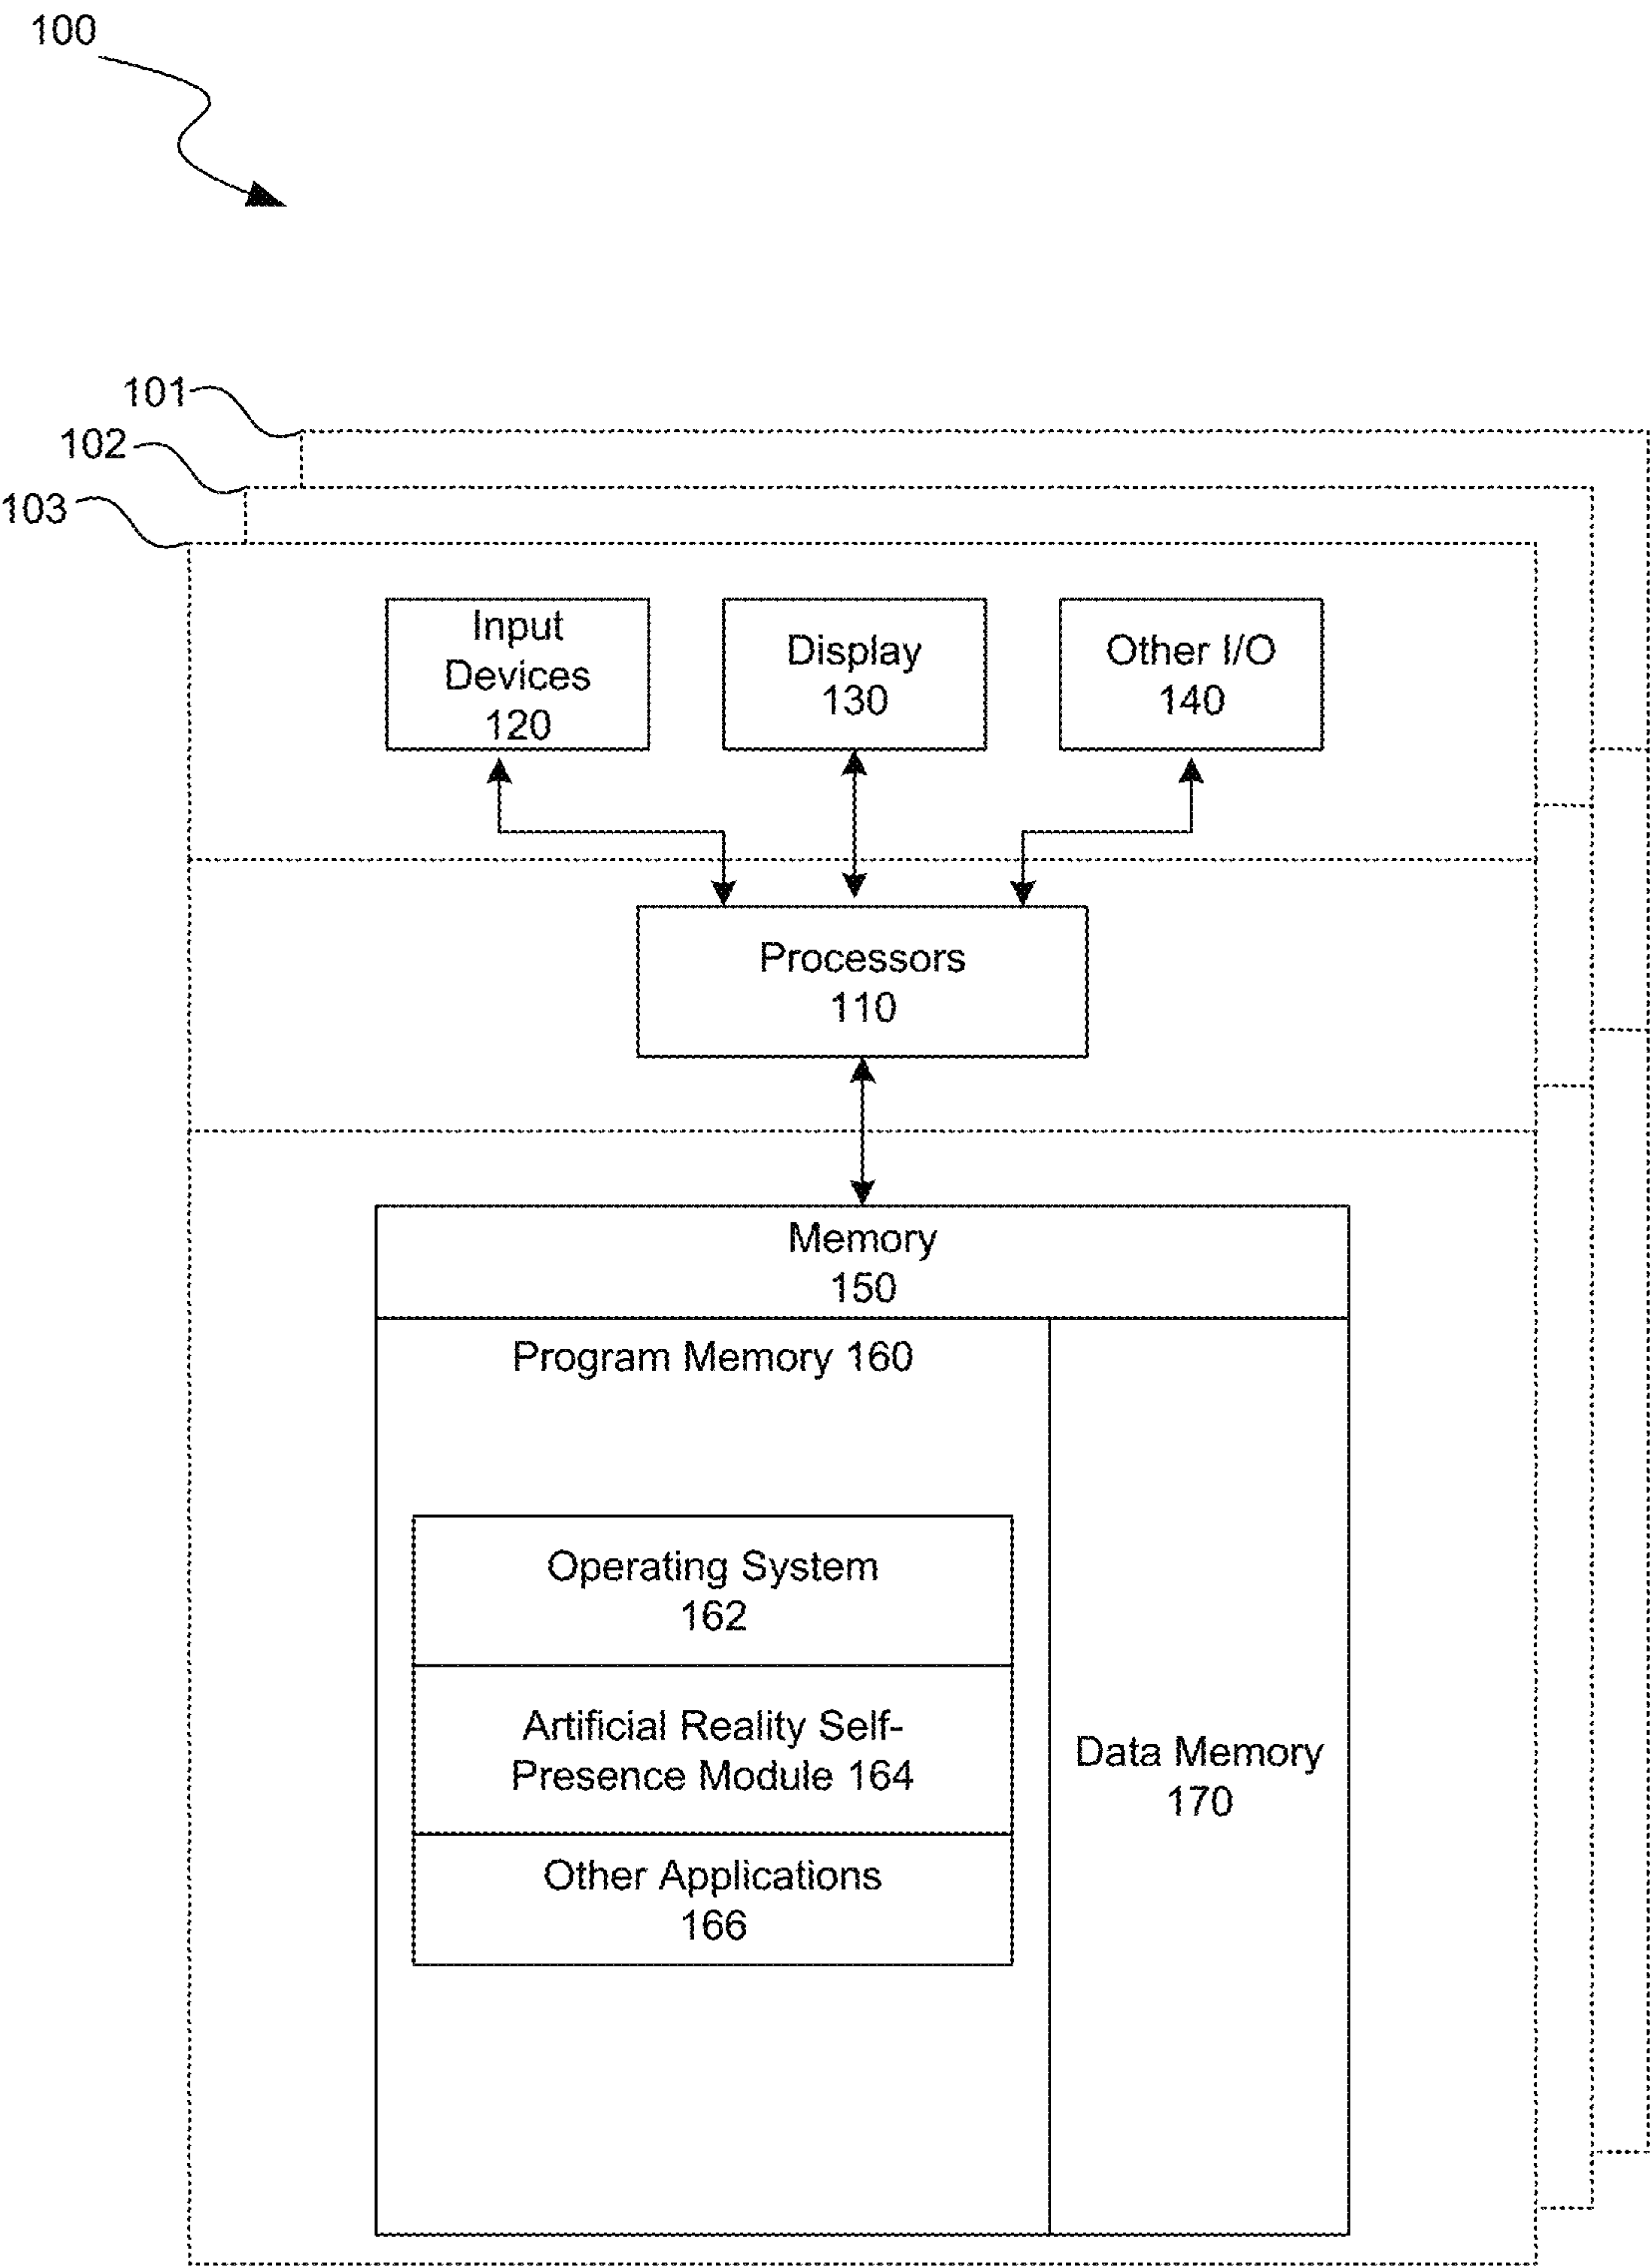 100
101
102
103
Input
Devices
120
Display
130
Other I/O
140
Processors
110
Memory
150
Program Memory 160
Operating System
162
Artificial Reality Self-
Presence Module 164
Other Applications
166
Data Memory
170